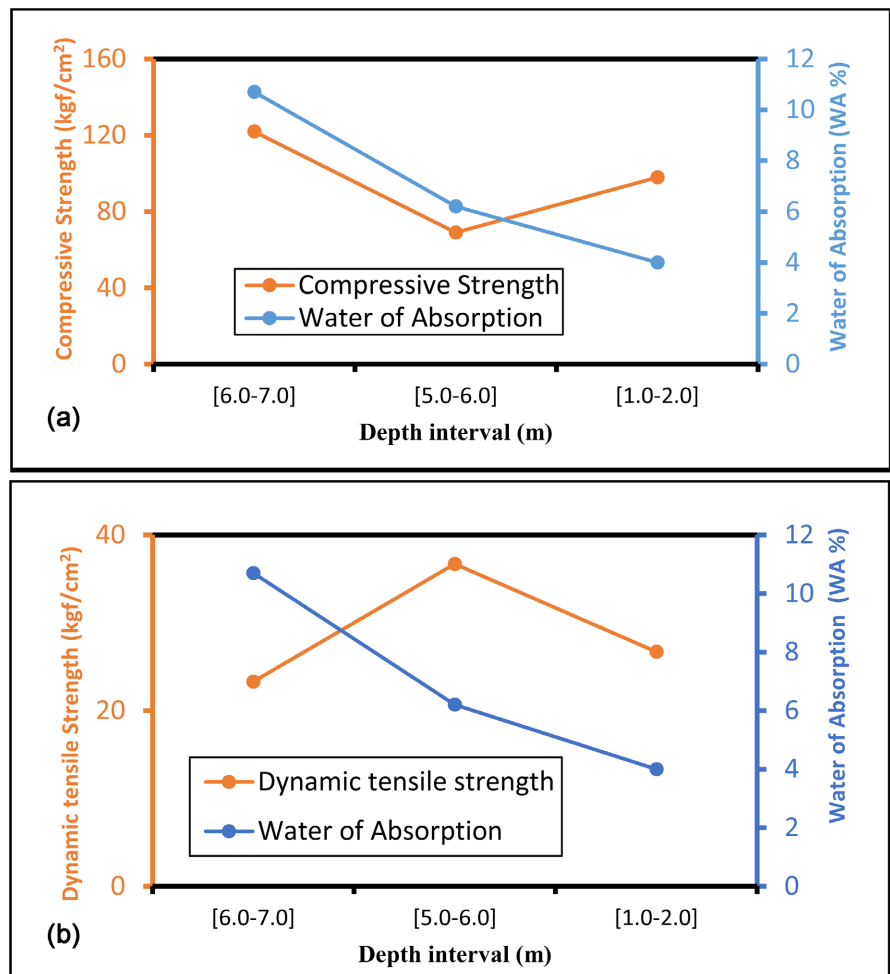 Compressive Strength (kgf/cm²)
160
120
80
40
0
12
10
8
6
4
2
0
Water of Absorption (WA %)
Compressive Strength
Water of Absorption
[6.0-7.0]
[5.0-6.0]
[1.0-2.0]
(a)
Depth interval (m)
Dynamic tensile Strength (kgf/cm²)
40
20
0
12
10
8
6
4
2
0
Water of Absorption (WA %)
Dynamic tensile strength
Water of Absorption
[6.0-7.0]
[5.0-6.0]
[1.0-2.0]
(b)
Depth interval (m)